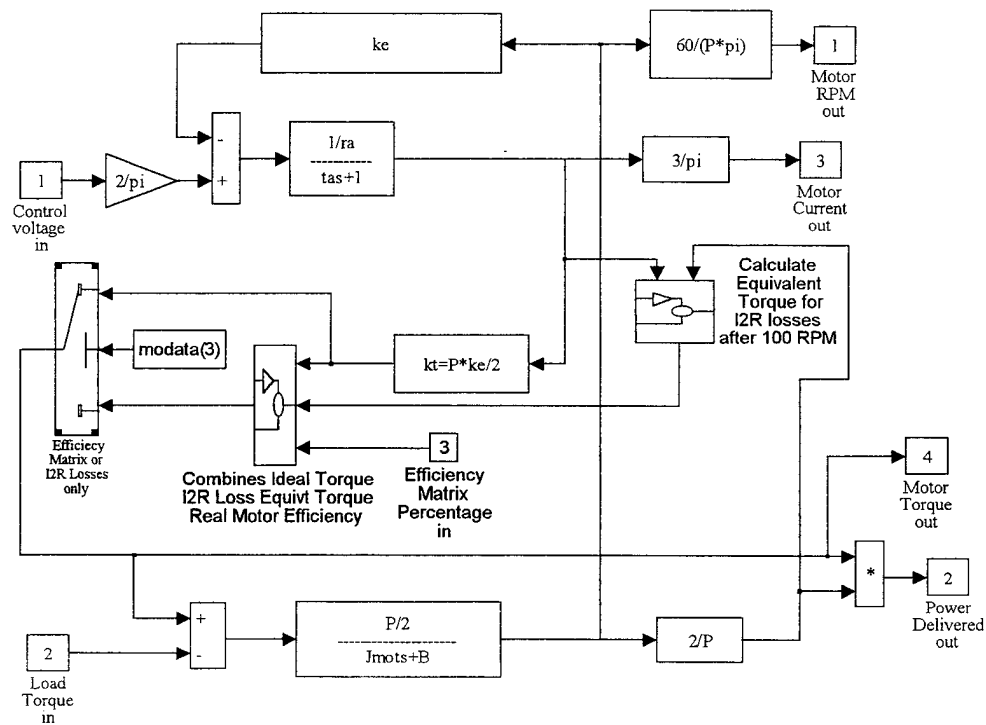 ke
60/(P*pi)
1
Motor
RPM
out
-
+
1/ra
tas+1
3/pi
3
Motor
Current
out
1
Control
voltage
in
2/pi
Calculate
Equivalent
Torque for
I2R losses
after 100 RPM
modata(3)
kt=P*ke/2
Efficiecy
Matrix or
I2R Losses
only
3
Efficiency
Matrix
Percentage
in
Combines Ideal Torque
I2R Loss Equivt Torque
Real Motor Efficiency
4
Motor
Torque
out
*
2
Power
Delivered
out
+
-
P/2
Jmots+B
2/P
2
Load
Torque
in